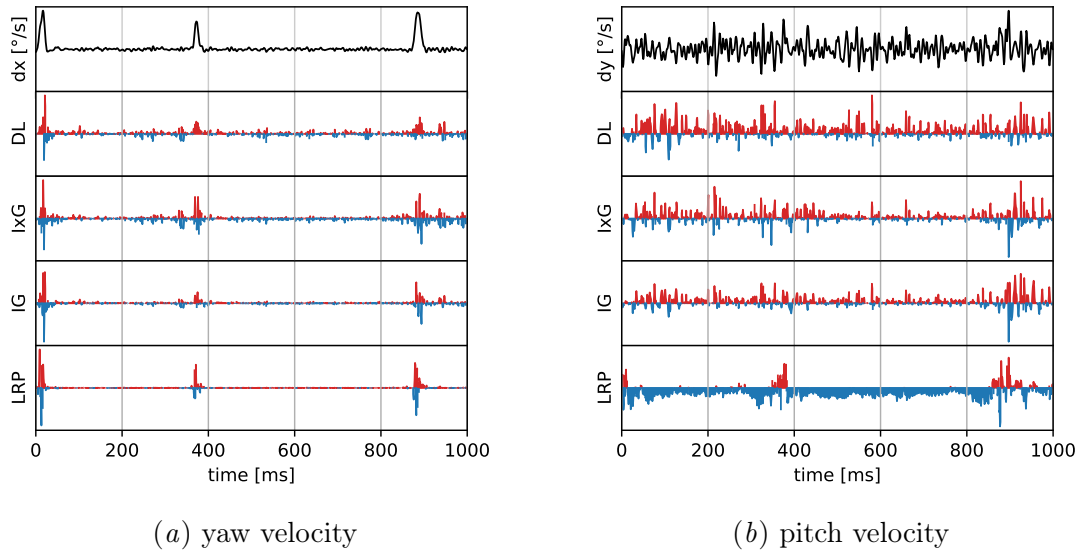 dx [°/s]
DL
IxG
IG
LRP
0 200 400 600 800 1000
time [ms]
(a) yaw velocity
dy [°/s]
DL
IxG
IG
LRP
0 200 400 600 800 1000
time [ms]
(b) pitch velocity